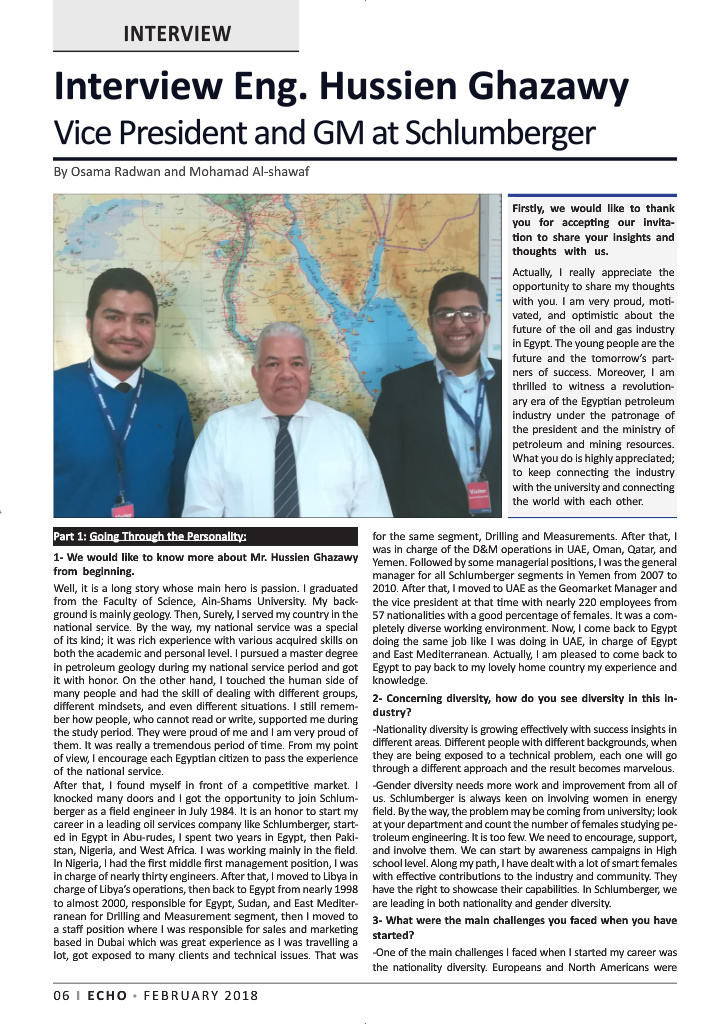 INTERVIEW
Interview Eng. Hussien Ghazawy
Vice President and GM at Schlumberger
By Osama Radwan and Mohamad Al-shawaf
Firstly, we would like to thank
you for accepting our invita-
tion to share your insights and
thoughts with us.
Actually, I really appreciate the
opportunity to share my thoughts
with you. I am very proud, moti-
vated, and optimistic about the
future of the oil and gas industry
in Egypt. The young people are the
future and the tomorrow's part-
ners of success. Moreover, I am
thrilled to witness a revolution-
ary era of the Egyptian petroleum
industry under the patronage of
the president and the ministry of
petroleum and mining resources.
What you do is highly appreciated;
to keep connecting the industry
with the university and connecting
the world with each other.
Part 1: Going Through the Personality:
1- We would like to know more about Mr. Hussien Ghazawy
from beginning.
Well, it is a long story whose main hero is passion. I graduated
from the Faculty of Science, Ain-Shams University. My back-
ground is mainly geology. Then, Surely, I served my country in the
national service. By the way, my national service was a special
of its kind; it was rich experience with various acquired skills on
both the academic and personal level. I pursued a master degree
in petroleum geology during my national service period and got
it with honor. On the other hand, I touched the human side of
many people and had the skill of dealing with different groups,
different mindsets, and even different situations. I still remem-
ber how people, who cannot read or write, supported me during
the study period. They were proud of me and I am very proud of
them. It was really a tremendous period of time. From my point
of view, I encourage each Egyptian citizen to pass the experience
of the national service.
After that, I found myself in front of a competitive market. I
knocked many doors and I got the opportunity to join Schlum-
berger as a field engineer in July 1984. It is an honor to start my
career in a leading oil services company like Schlumberger, start-
ed in Egypt in Abu-rudes, I spent two years in Egypt, then Paki-
stan, Nigeria, and West Africa. I was working mainly in the field.
In Nigeria, I had the first middle first management position, I was
in charge of nearly thirty engineers. After that, I moved to Libya in
charge of Libya's operations, then back to Egypt from nearly 1998
to almost 2000, responsible for Egypt, Sudan, and East Mediter-
ranean for Drilling and Measurement segment, then I moved to
a staff position where I was responsible for sales and marketing
based in Dubai which was great experience as I was travelling a
lot, got exposed to many clients and technical issues. That was
for the same segment, Drilling and Measurements. After that, I
was in charge of the D&M operations in UAE, Oman, Qatar, and
Yemen. Followed by some managerial positions, I was the general
manager for all Schlumberger segments in Yemen from 2007 to
2010. After that, I moved to UAE as the Geomarket Manager and
the vice president at that time with nearly 220 employees from
57 nationalities with a good percentage of females. It was a com-
pletely diverse working environment. Now, I come back to Egypt
doing the same job like I was doing in UAE, in charge of Egypt
and East Mediterranean. Actually, I am pleased to come back to
Egypt to pay back to my lovely home country my experience and
knowledge.
2- Concerning diversity, how do you see diversity in this in-
dustry?
-Nationality diversity is growing effectively with success insights in
different areas. Different people with different backgrounds, when
they are being exposed to a technical problem, each one will go
through a different approach and the result becomes marvelous.
-Gender diversity needs more work and improvement from all of
us. Schlumberger is always keen on involving women in energy
field. By the way, the problem may be coming from university; look
at your department and count the number of females studying pe-
troleum engineering. It is too few. We need to encourage, support,
and involve them. We can start by awareness campaigns in High
school level. Along my path, I have dealt with a lot of smart females
with effective contributions to the industry and community. They
have the right to showcase their capabilities. In Schlumberger, we
are leading in both nationality and gender diversity.
3- What were the main challenges you faced when you have
started?
-One of the main challenges I faced when I started my career was
the nationality diversity. Europeans and North Americans were
06 I ECHO • FEBRUARY 2018